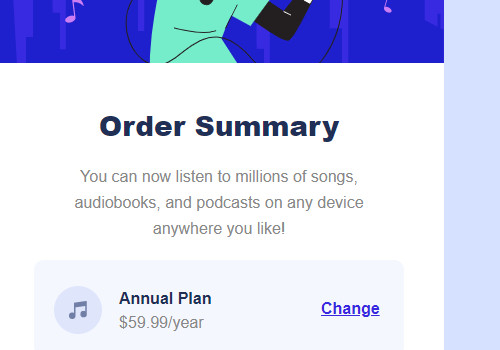 Order Summary
You can now listen to millions of songs,
audiobooks, and podcasts on any device
anywhere you like!
Annual Plan
$59.99/year
Change